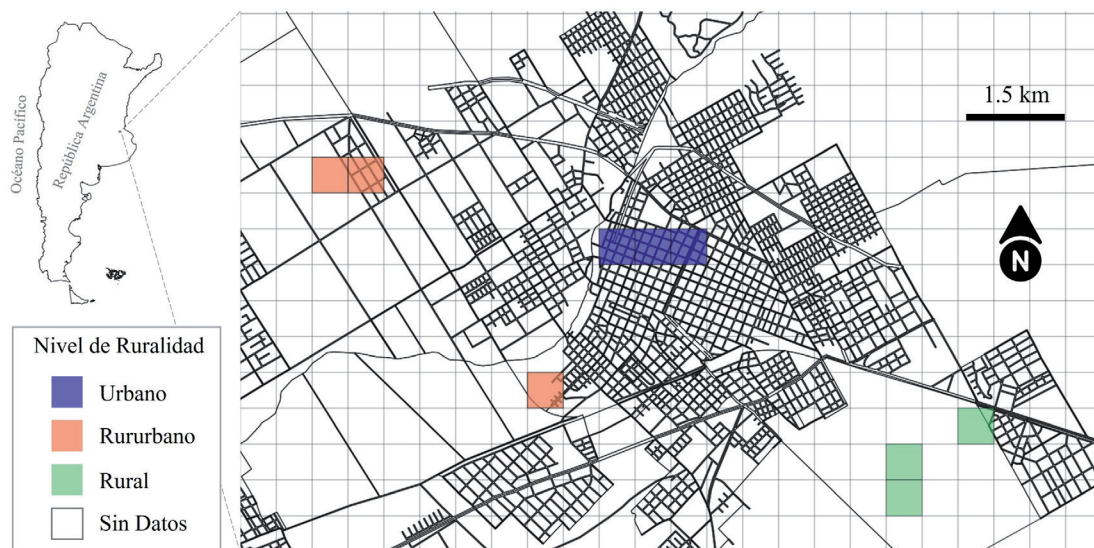 Océano Pacífico
República Argentina
1.5 km
N
Nivel de Ruralidad
Urbano
Rururbano
Rural
Sin Datos